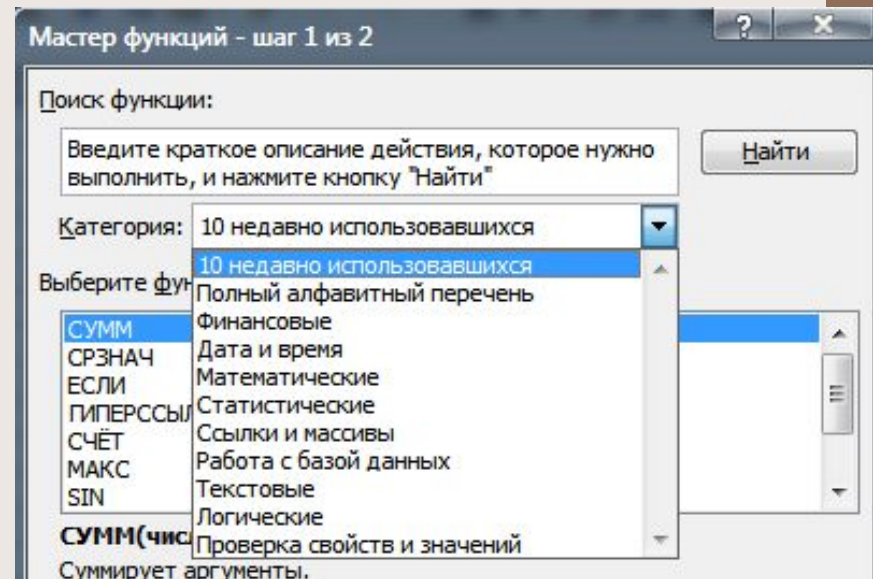 Мастер функций - шаг 1 из 2
?
x
Поиск функции:
Введите краткое описание действия, которое нужно
выполнить, и нажмите кнопку "Найти"
Найти
Категория: 10 недавно использовавшихся
10 недавно использовавшихся
Полный алфавитный перечень
Финансовые
Дата и время
Математические
Статистические
Ссылки и массивы
Работа с базой данных
Текстовые
Логические
Проверка свойств и значений
Выберите
СУММ
СРЗНАЧ
ЕСЛИ
ГИПЕРССЫЛ
СЧЁТ
МАКС
SIN
СУММ(чис
Суммирует аргументы.